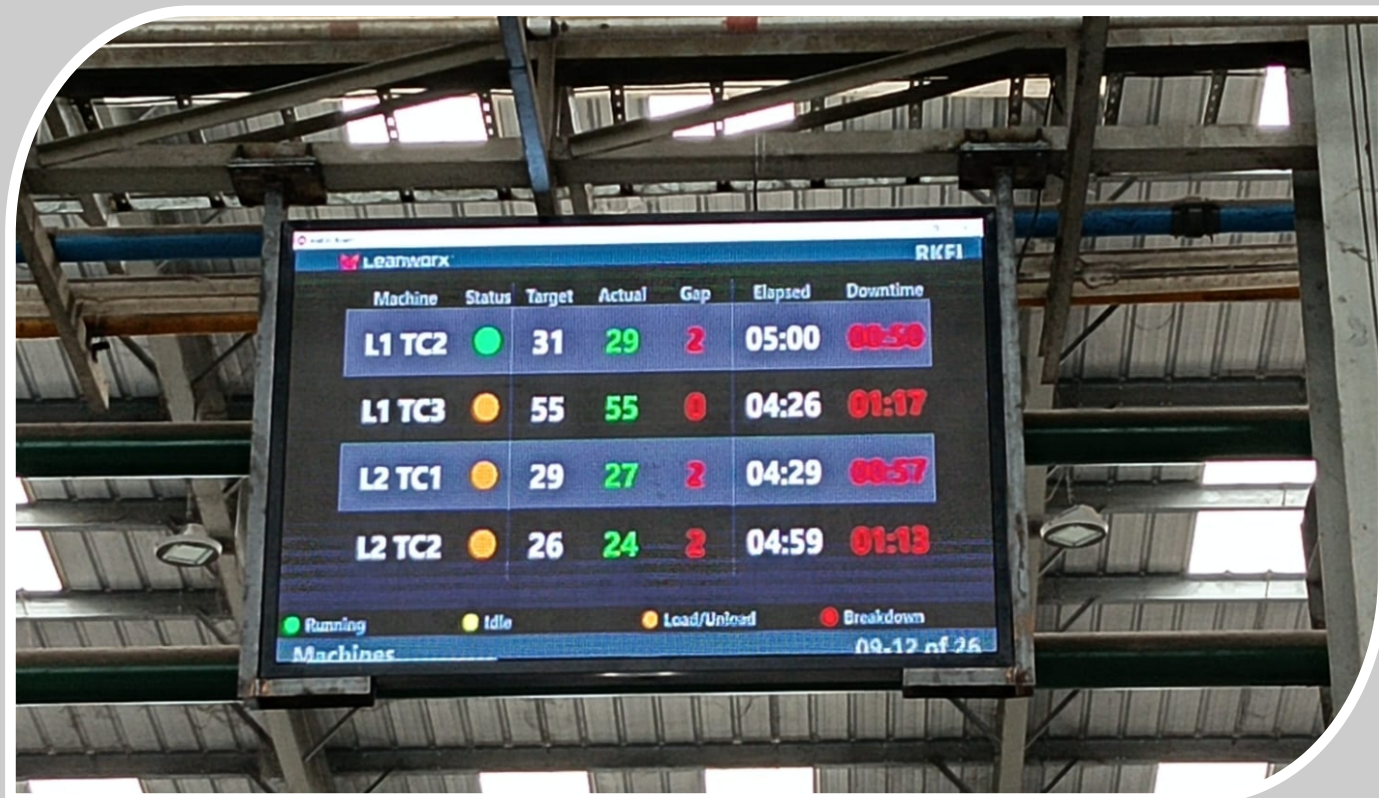 Leanworx RKFL
Machine Status Target Actual Gap Elapsed Downtime
L1 TC2 31 29 2 05:00
L1 TC3 55 55 0 04:26 01:17
L2 TC1 29 27 2 04:29 00:57
L2 TC2 26 24 2 04:59 01:13
Running Idle Load/Unload Breakdown
Machines 09-12 of 26